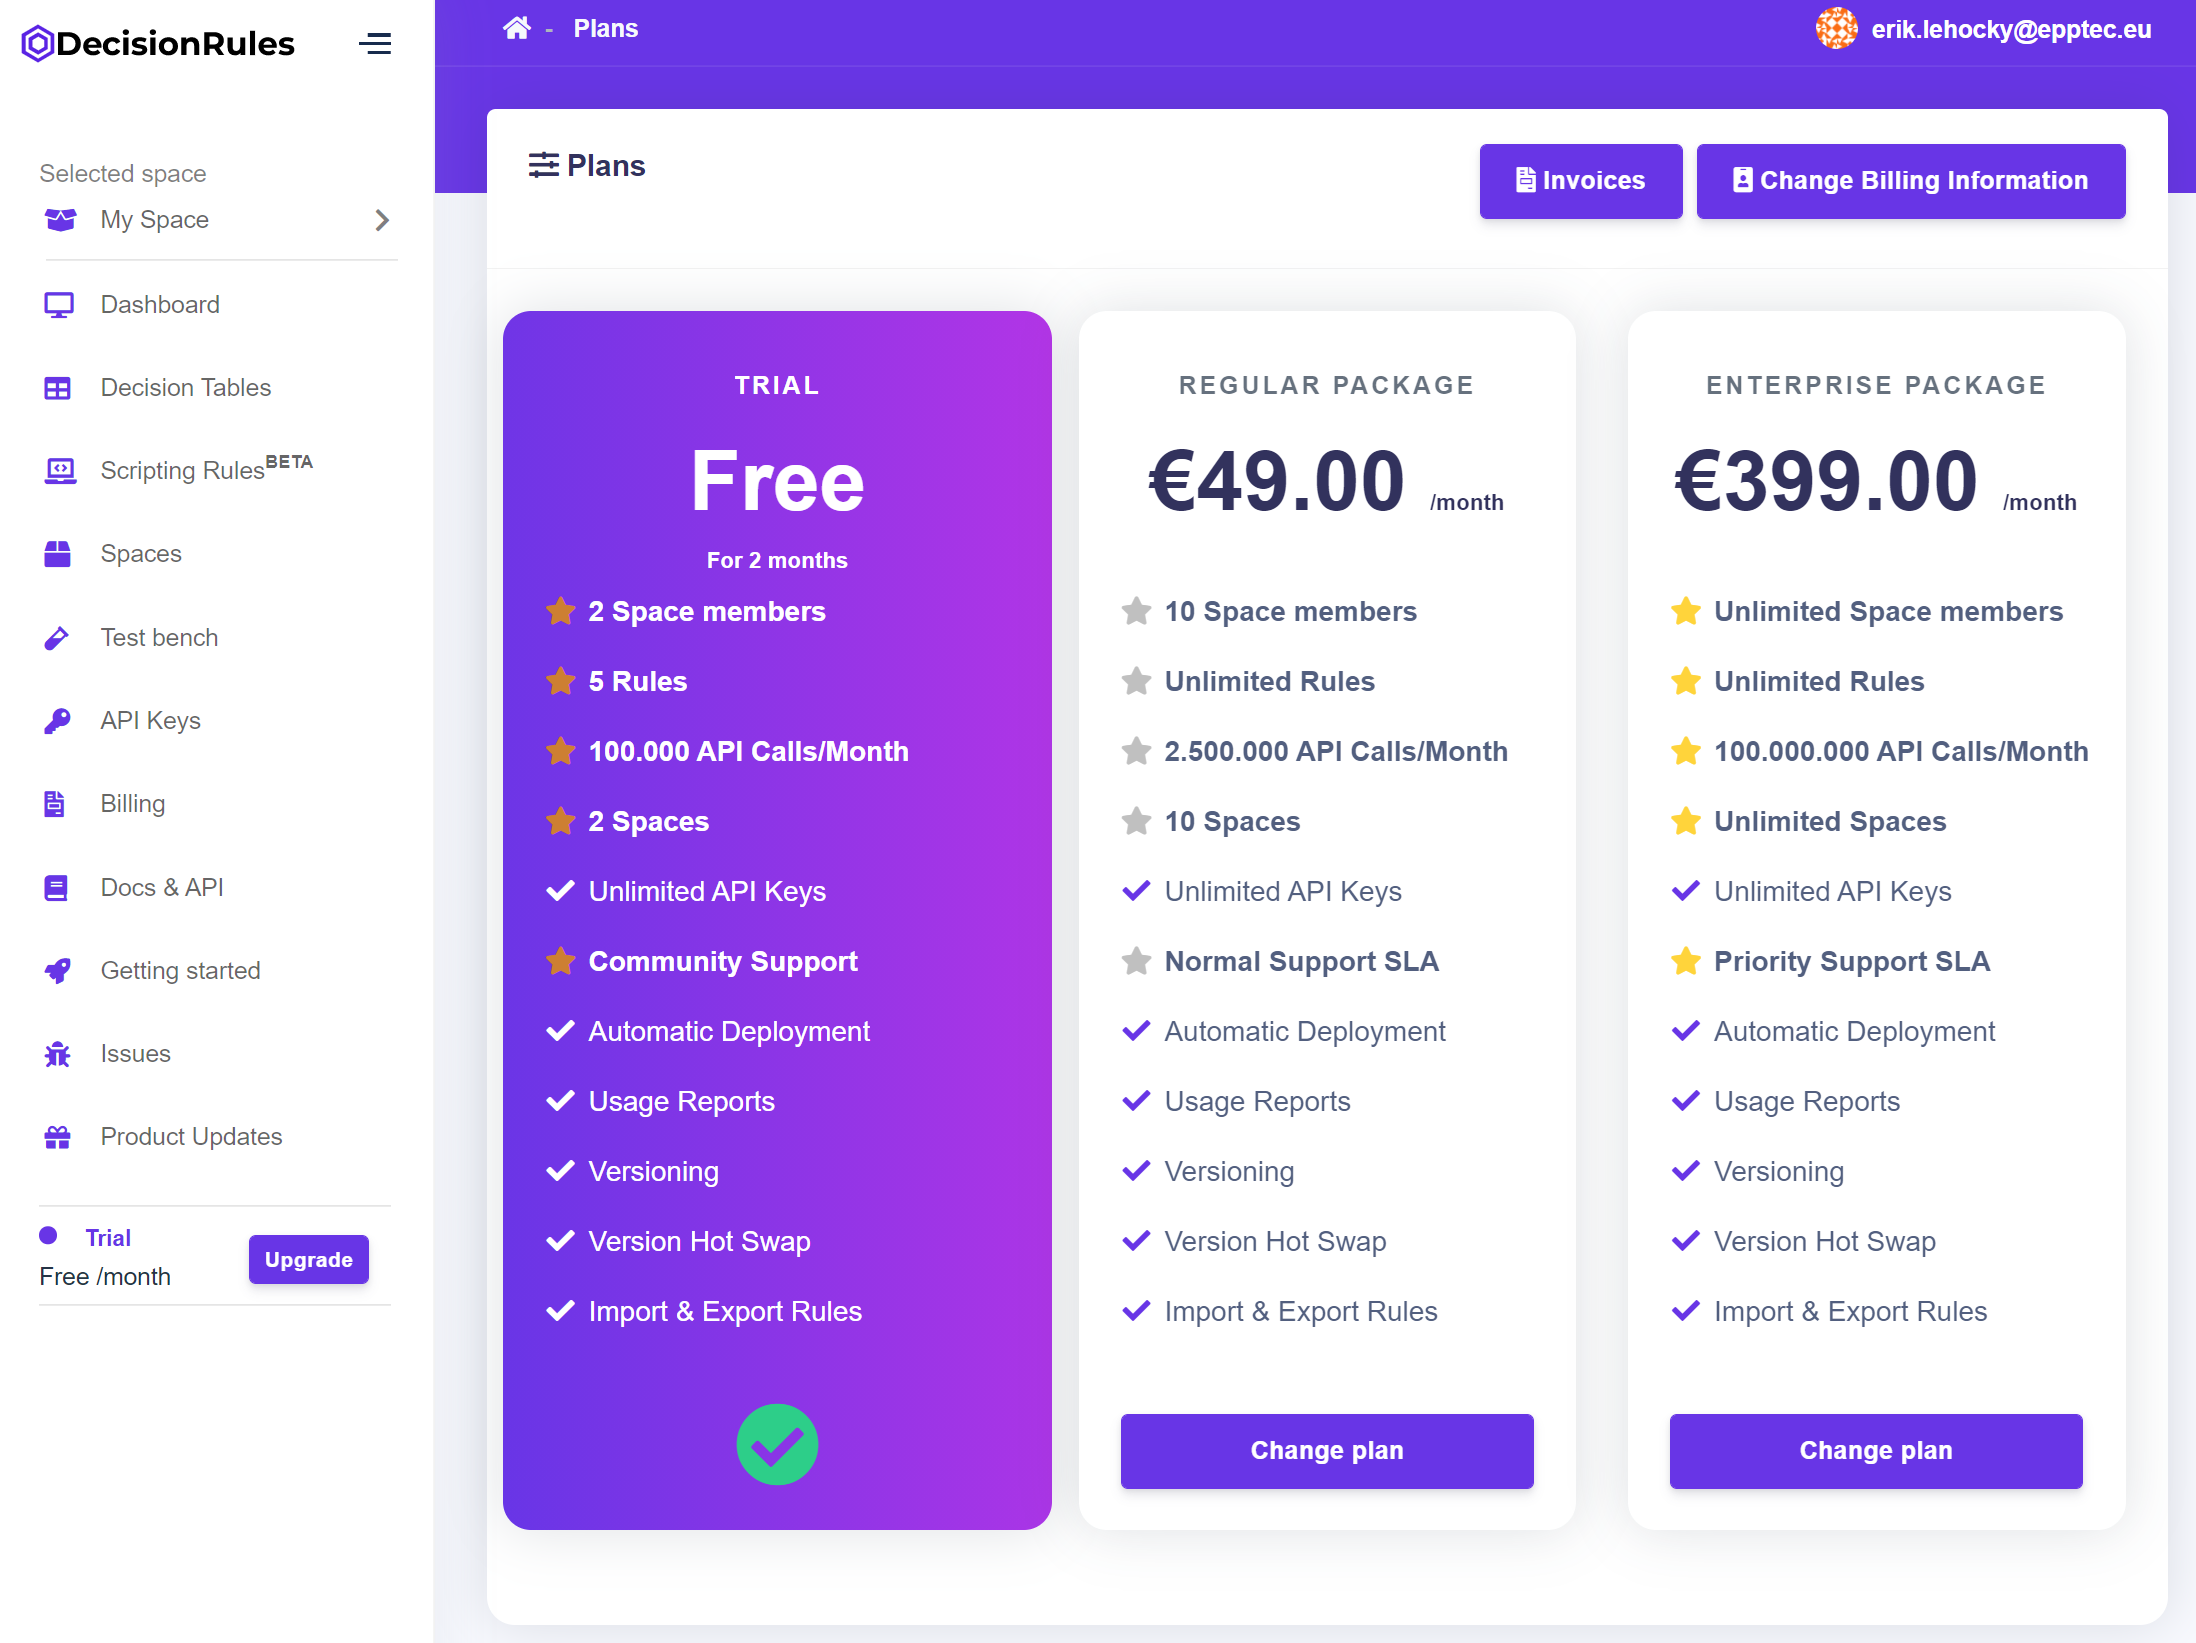 DecisionRules
Selected space
My Space
Dashboard
Decision Tables
Scripting Rules BETA
Spaces
Test bench
API Keys
Billing
Docs & API
Getting started
Issues
Product Updates
Trial
Free /month
Upgrade
- Plans
erik.lehocky@epptec.eu
Plans
Invoices
Change Billing Information
TRIAL
Free
For 2 months
2 Space members
5 Rules
100.000 API Calls/Month
2 Spaces
Unlimited API Keys
Community Support
Automatic Deployment
Usage Reports
Versioning
Version Hot Swap
Import & Export Rules
REGULAR PACKAGE
€49.00 /month
10 Space members
Unlimited Rules
2.500.000 API Calls/Month
10 Spaces
Unlimited API Keys
Normal Support SLA
Automatic Deployment
Usage Reports
Versioning
Version Hot Swap
Import & Export Rules
Change plan
ENTERPRISE PACKAGE
€399.00 /month
Unlimited Space members
Unlimited Rules
100.000.000 API Calls/Month
Unlimited Spaces
Unlimited API Keys
Priority Support SLA
Automatic Deployment
Usage Reports
Versioning
Version Hot Swap
Import & Export Rules
Change plan